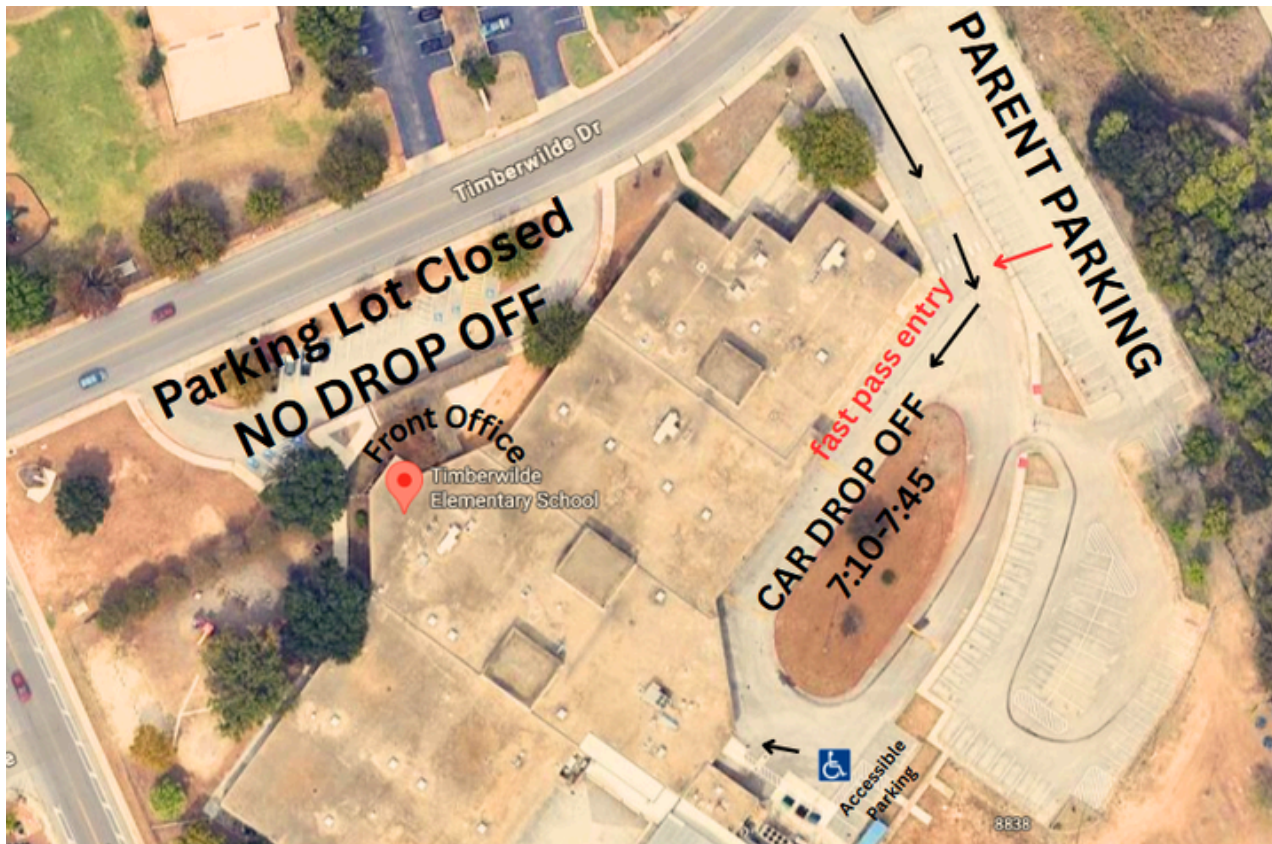 PARENT PARKING
Timberwilde Dr
Parking Lot Closed
NO DROP OFF
Front Office
Timberwilde
Elementary School
fast pass entry
CAR DROP OFF
7:10-7:45
Accessible
Parking
8838